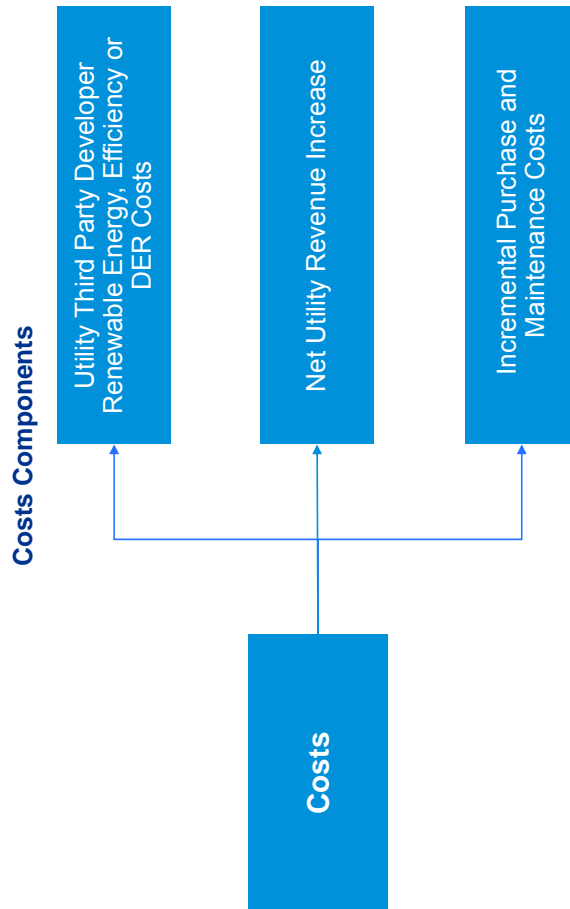 Costs Components
Costs
Utility Third Party Developer
Renewable Energy, Efficiency or
DER Costs
Net Utility Revenue Increase
Incremental Purchase and
Maintenance Costs